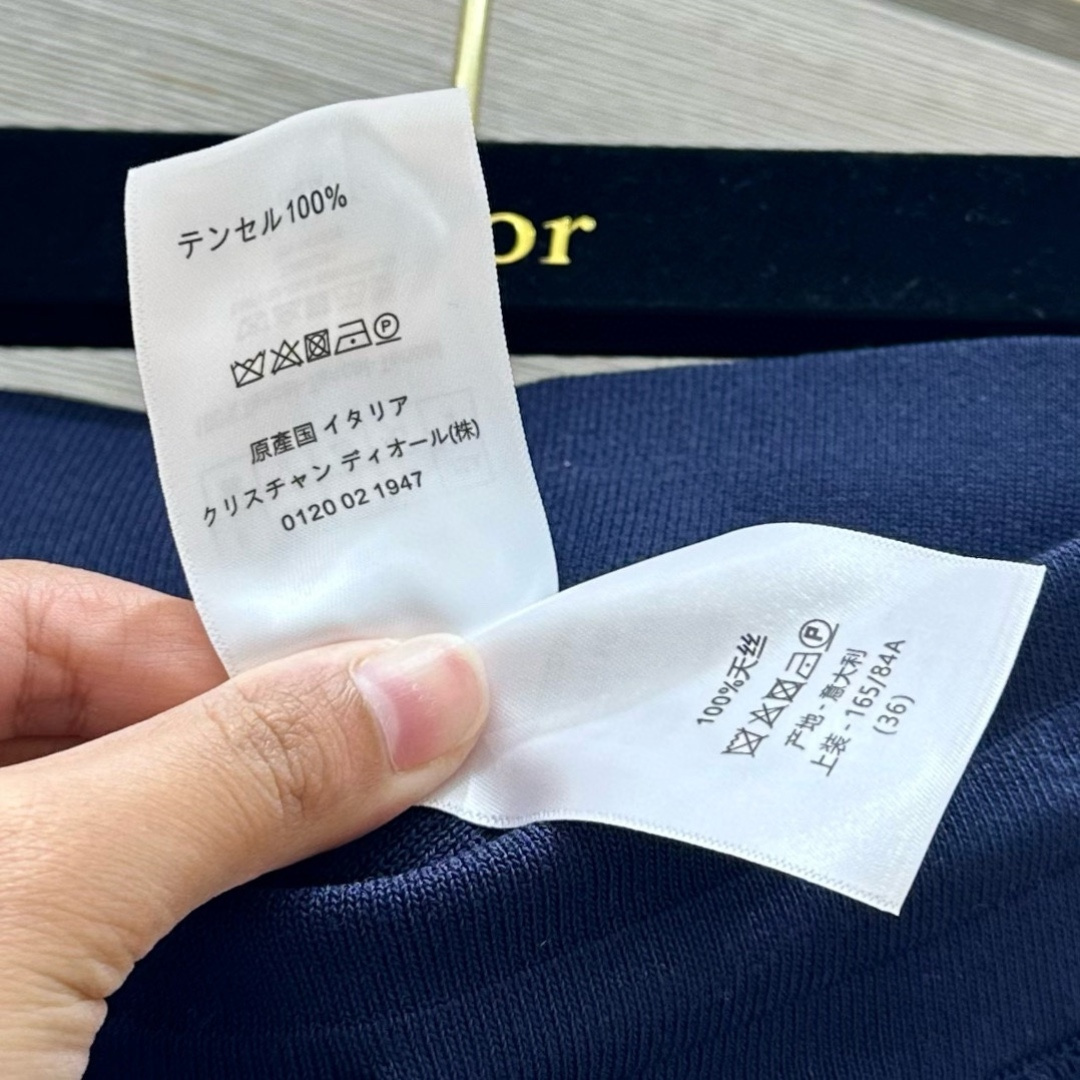 or
テンセル100%
P
原産国 イタリア
クリスチャン ディオール(株)
0120 02 1947
100%天丝
P
产地 - 意大利
上装 - 165/84A
(36)